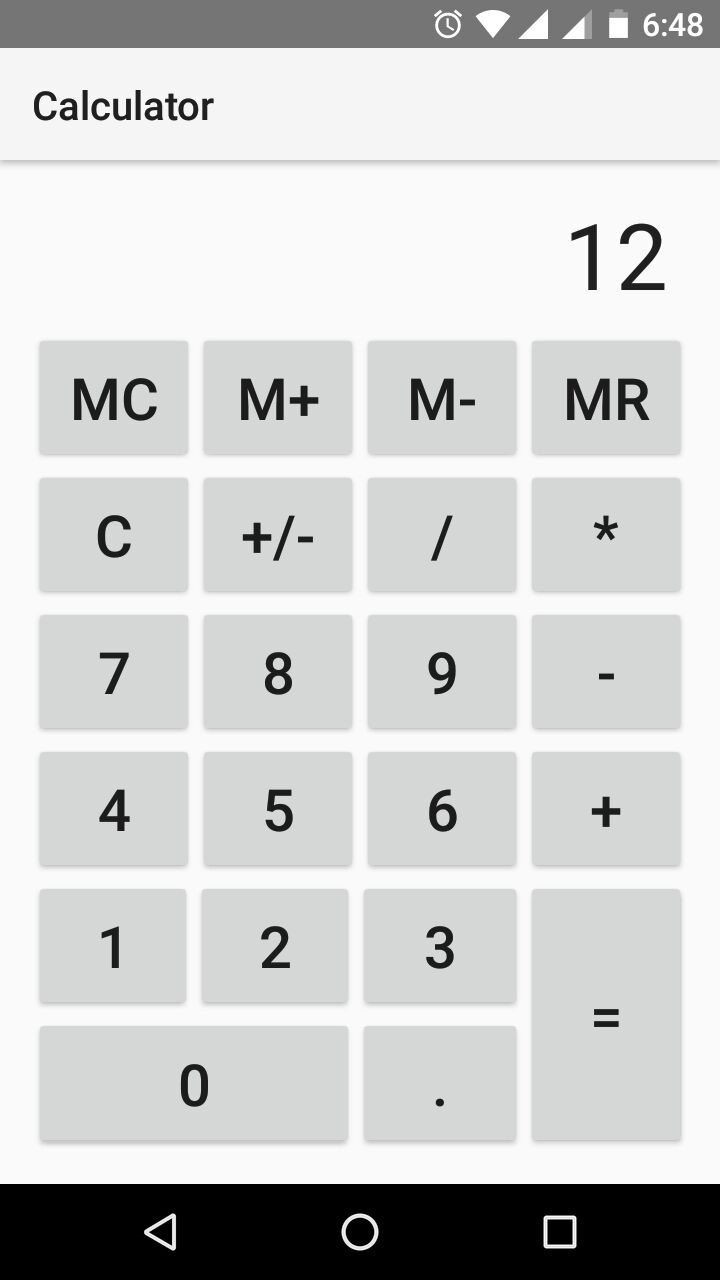 6:48
Calculator
12
MC M+ M- MR
C +/- / *
7 8 9 -
4 5 6 +
1 2 3
=
0 .